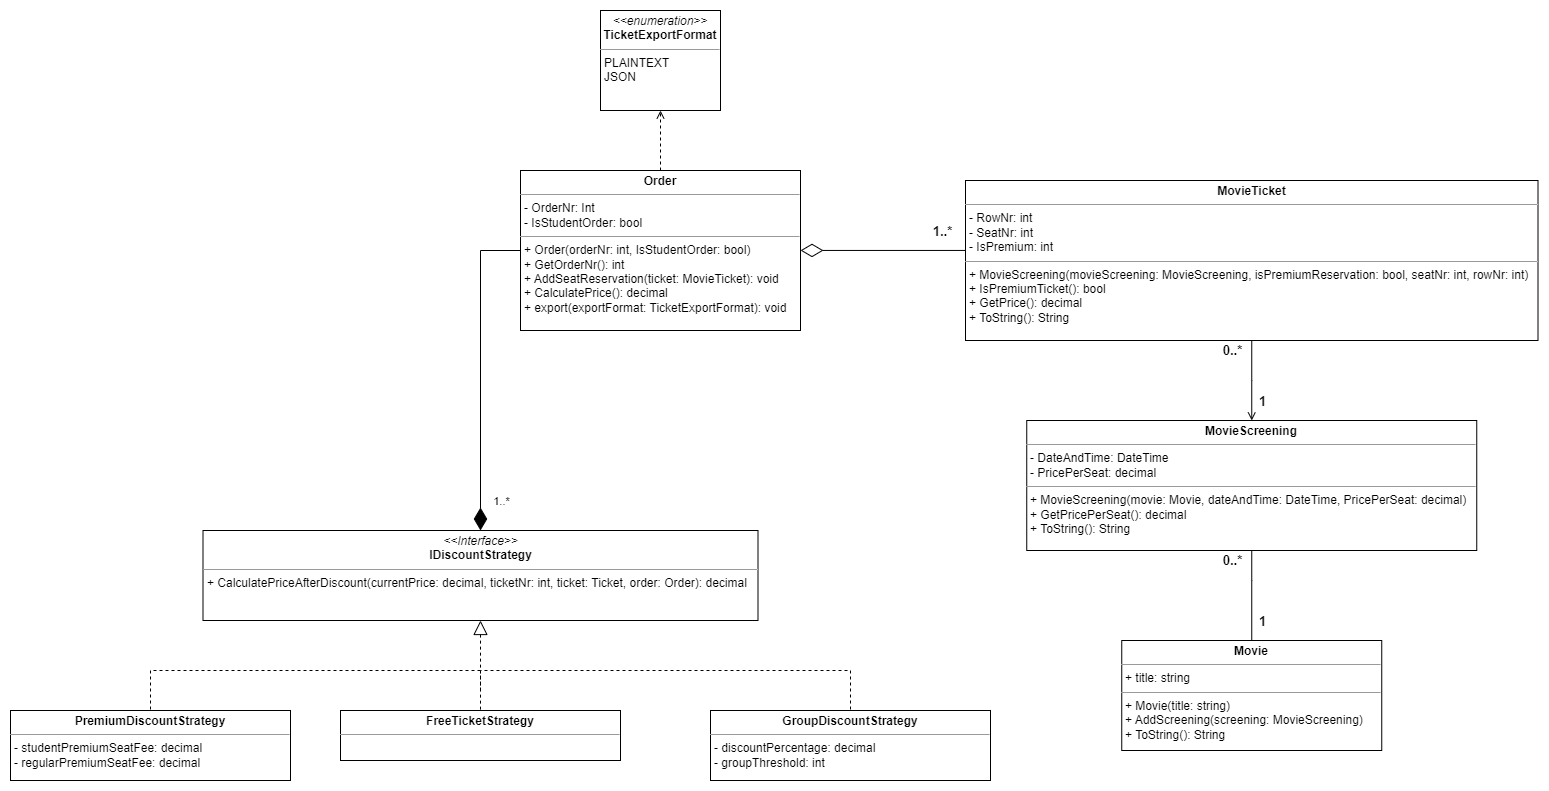 <<enumeration>>
TicketExportFormat
PLAINTEXT
JSON
Order
- OrderNr: Int
- IsStudentOrder: bool
+ Order(orderNr: int, IsStudentOrder: bool)
+ GetOrderNr(): int
+ AddSeatReservation(ticket: MovieTicket): void
+ CalculatePrice(): decimal
+ export(exportFormat: TicketExportFormat): void
1..*
MovieTicket
- RowNr: int
- SeatNr: int
- IsPremium: int
+ MovieScreening(movieScreening: MovieScreening, isPremiumReservation: bool, seatNr: int, rowNr: int)
+ IsPremiumTicket(): bool
+ GetPrice(): decimal
+ ToString(): String
0..*
1
MovieScreening
- DateAndTime: DateTime
- PricePerSeat: decimal
+ MovieScreening(movie: Movie, dateAndTime: DateTime, PricePerSeat: decimal)
+ GetPricePerSeat(): decimal
+ ToString(): String
0..*
1
Movie
+ title: string
+ Movie(title: string)
+ AddScreening(screening: MovieScreening)
+ ToString(): String
1..*
<<Interface>>
IDiscountStrategy
+ CalculatePriceAfterDiscount(currentPrice: decimal, ticketNr: int, ticket: Ticket, order: Order): decimal
PremiumDiscountStrategy
- studentPremiumSeatFee: decimal
- regularPremiumSeatFee: decimal
FreeTicketStrategy
GroupDiscountStrategy
- discountPercentage: decimal
- groupThreshold: int